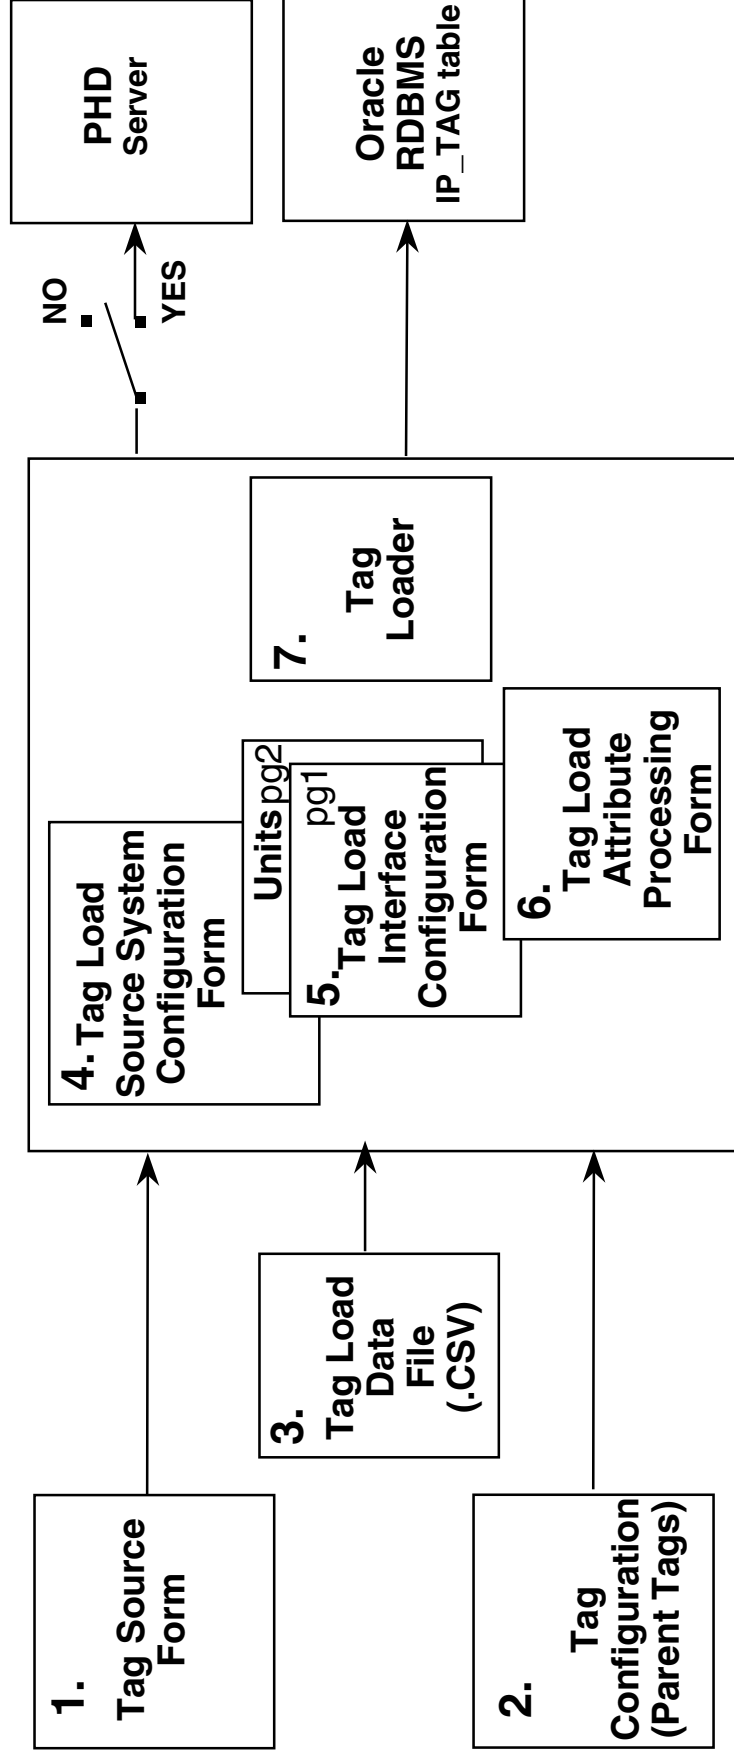 1.
Tag Source
Form
2.
Tag
Configuration
(Parent Tags)
3.
Tag Load
Data
File
(.CSV)
4. Tag Load
Source System
Configuration
Form
Units pg2
pg1
5. Tag Load
Interface
Configuration
Form
6.
Tag Load
Attribute
Processing
Form
7.
Tag
Loader
NO
YES
PHD
Server
Oracle
RDBMS
IP_TAG table